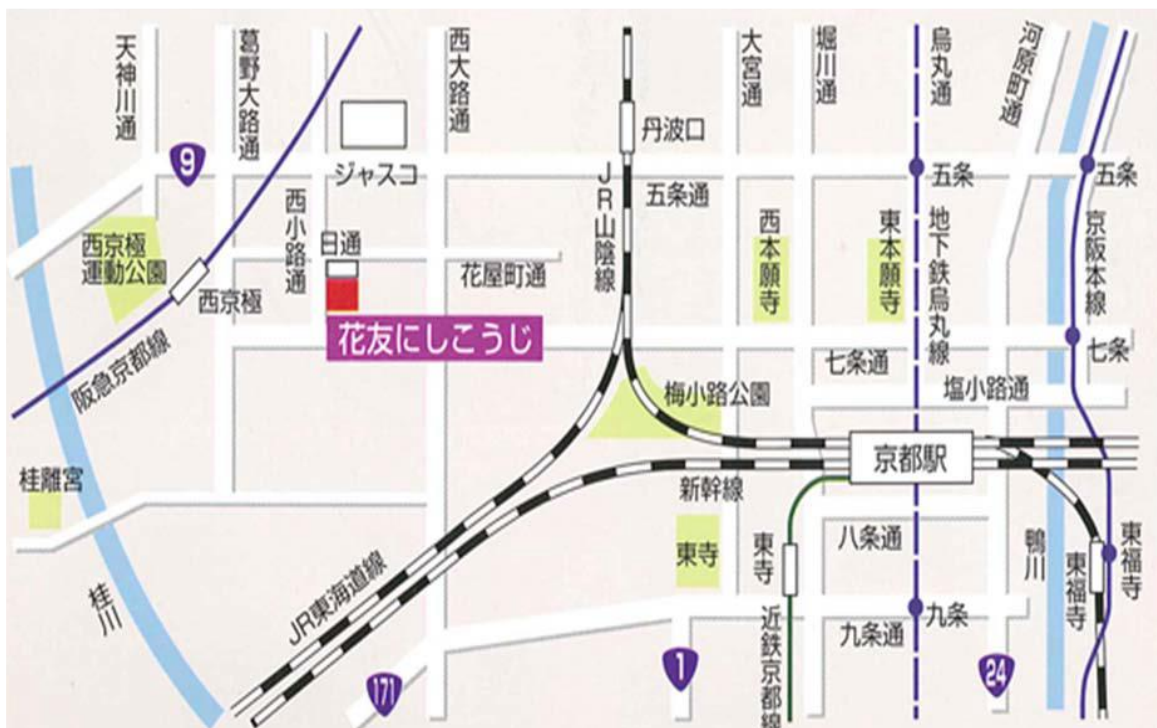 天神川通
葛野大路通
西大路通
大宮通
堀川通
烏丸通
河原町通
9
ジャスコ
丹波口
JR山陰線
五条通
五条
五条
西小路通
日通
花屋町通
西京極
運動公園
西京極
西本願寺
東本願寺
地下鉄烏丸線
京阪本線
花友にしこうじ
七条通
七条
阪急京都線
梅小路公園
塩小路通
京都駅
桂離宮
新幹線
東寺
東寺
八条通
鴨川
東福寺
東福寺
桂川
JR東海道線
九条
九条通
近鉄京都線
171
1
24